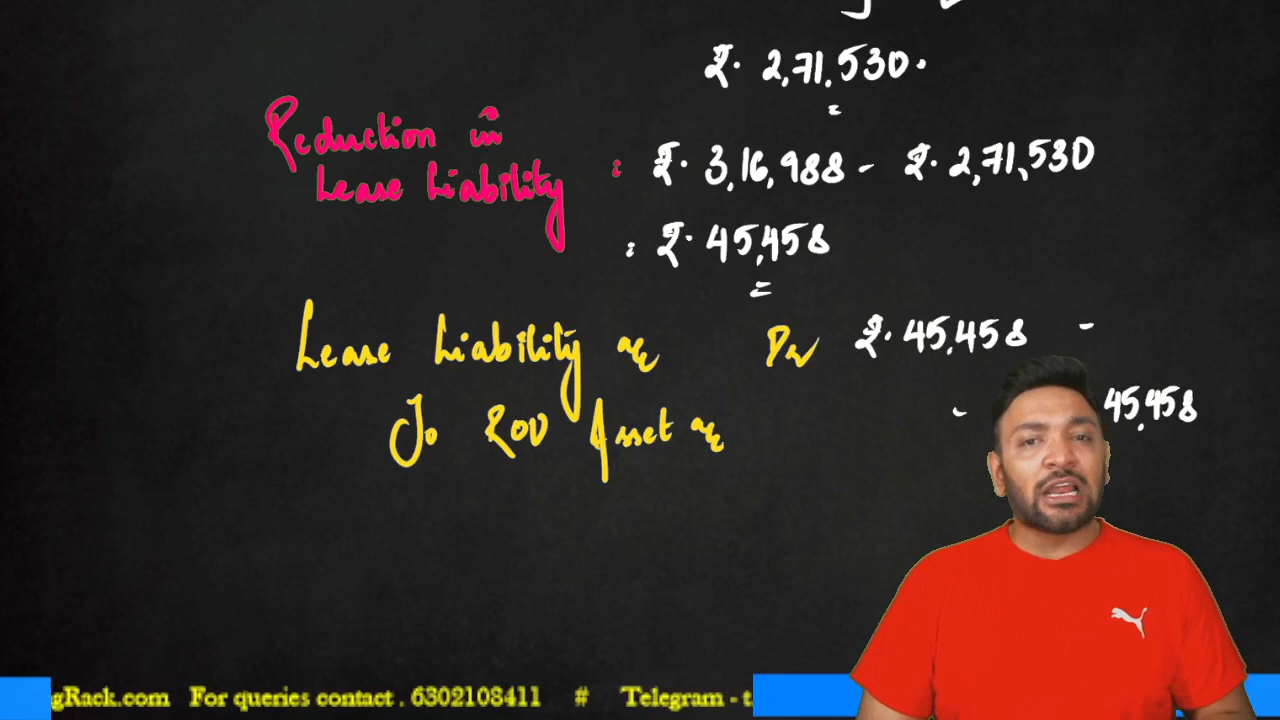 ₹. 2,71,530.
Reduction in
Lease Liability : ₹. 3,16,988 - ₹. 2,71,530
: ₹. 45,458
Lease Liability a/c Dr ₹. 45,458 -
To ROU Asset a/c - 45,458
gRack.com For queries contact . 6302108411 # Telegram - t